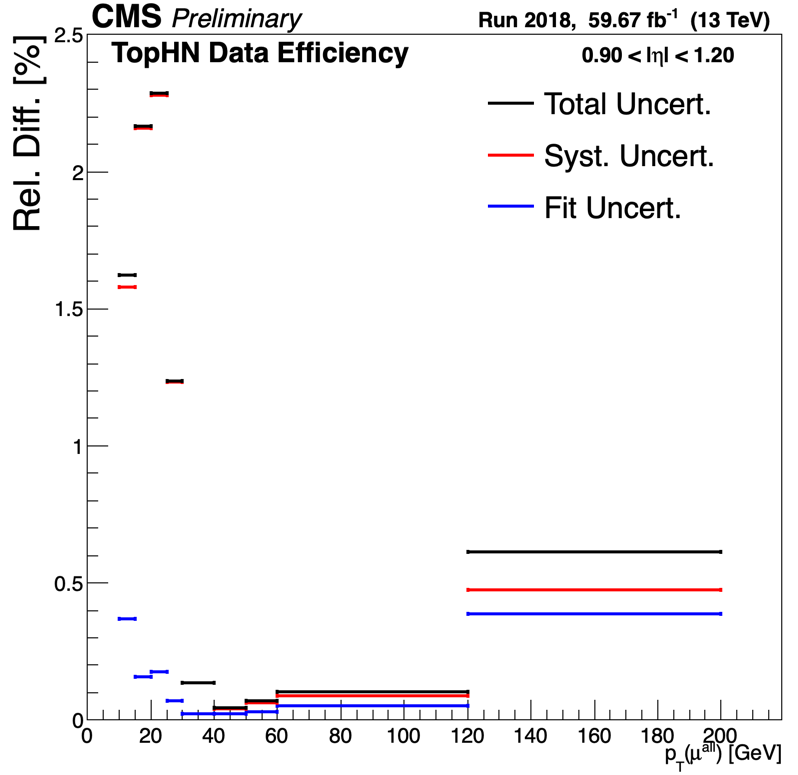 CMS Preliminary Run 2018, 59.67 fb⁻¹ (13 TeV)
TopHN Data Efficiency 0.90 < |η| < 1.20
Total Uncert.
Syst. Uncert.
Fit Uncert.
Rel. Diff. [%]
2.5
2
1.5
1
0.5
0
0 20 40 60 80 100 120 140 160 180 200
p_T(μ^all) [GeV]